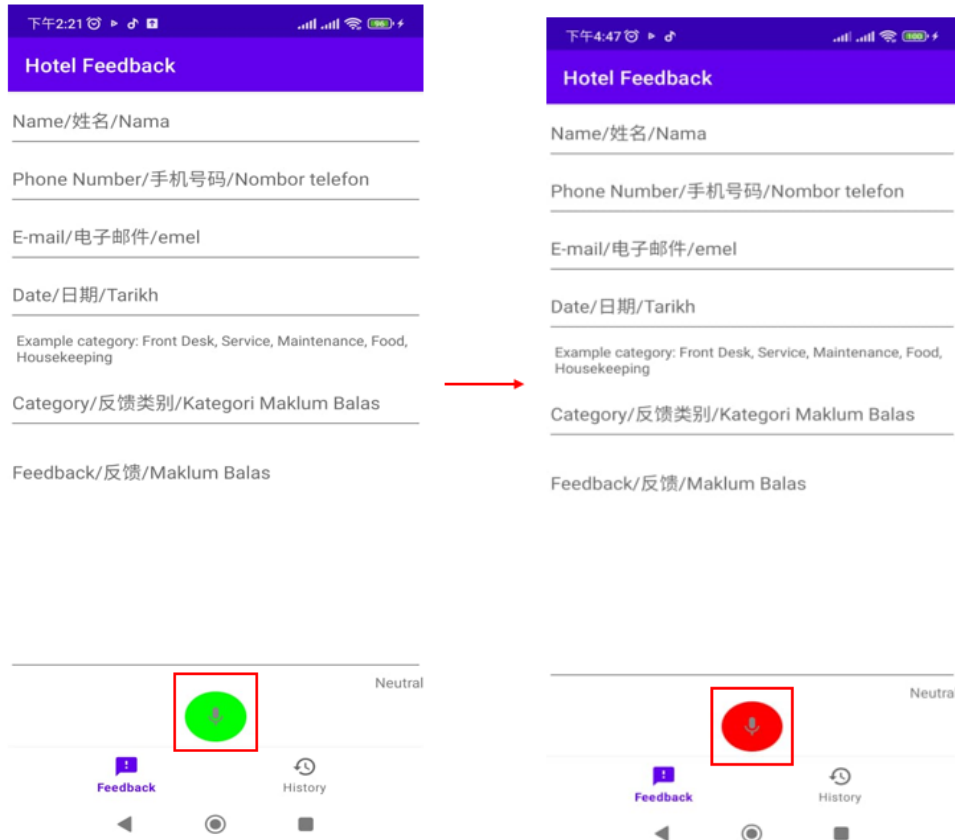 下午2:21
96
Hotel Feedback
Name/姓名/Nama
Phone Number/手机号码/Nombor telefon
E-mail/电子邮件/emel
Date/日期/Tarikh
Example category: Front Desk, Service, Maintenance, Food,
Housekeeping
Category/反馈类别/Kategori Maklum Balas
Feedback/反馈/Maklum Balas
Neutral
Feedback
History
下午4:47
100
Hotel Feedback
Name/姓名/Nama
Phone Number/手机号码/Nombor telefon
E-mail/电子邮件/emel
Date/日期/Tarikh
Example category: Front Desk, Service, Maintenance, Food,
Housekeeping
Category/反馈类别/Kategori Maklum Balas
Feedback/反馈/Maklum Balas
Neutral
Feedback
History